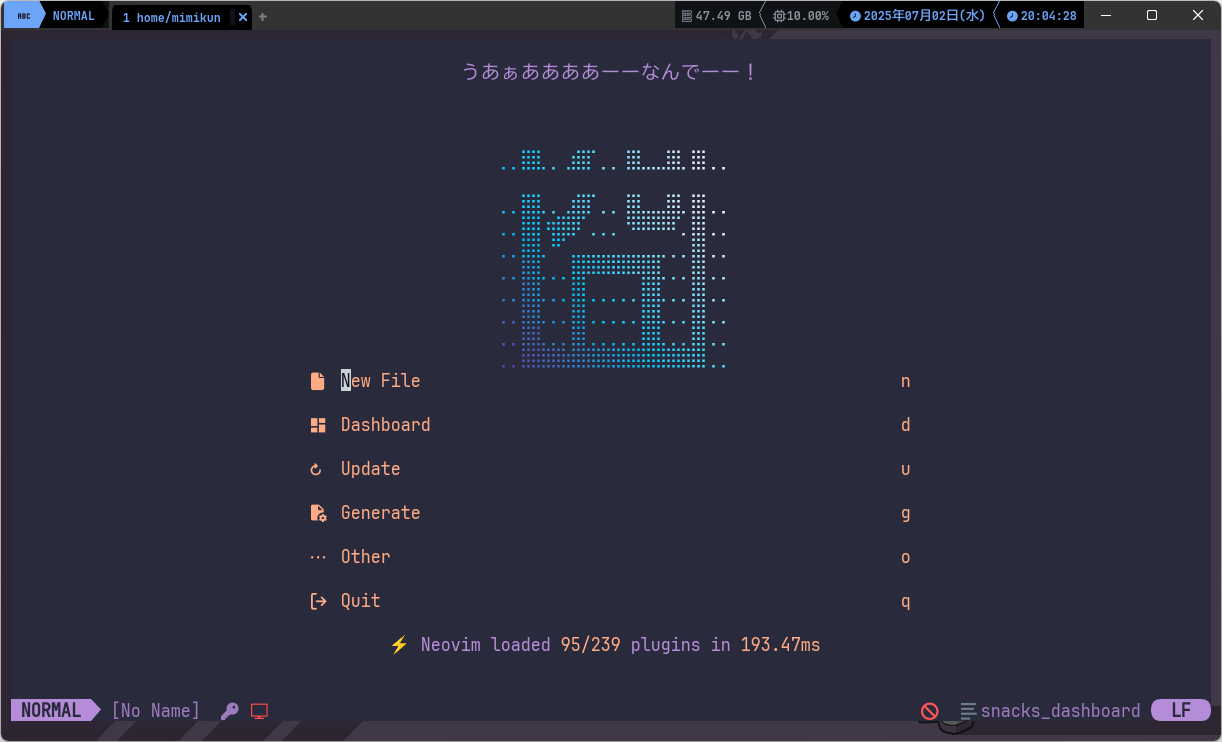 ABC NORMAL 1 home/mimikun × + 47.49 GB 10.00% 2025年07月02日(水) 20:04:28
うあぁああああーーなんでーー！
New File n
Dashboard d
Update u
Generate g
Other o
Quit q
Neovim loaded 95/239 plugins in 193.47ms
NORMAL [No Name] snacks_dashboard LF